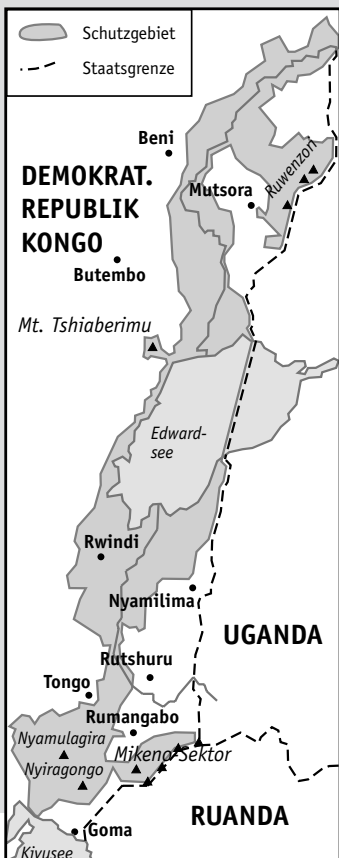 Schutzgebiet
Staatsgrenze
Beni
DEMOKRAT.
REPUBLIK
KONGO
Mutsora
Ruwenzori
Butembo
Mt. Tshiaberimu
Edward-
see
Rwindi
Nyamilima
UGANDA
Rutshuru
Tongo
Rumangabo
Nyamulagira
Mikeno-Sektor
Nyiragongo
RUANDA
Goma
Kivusee